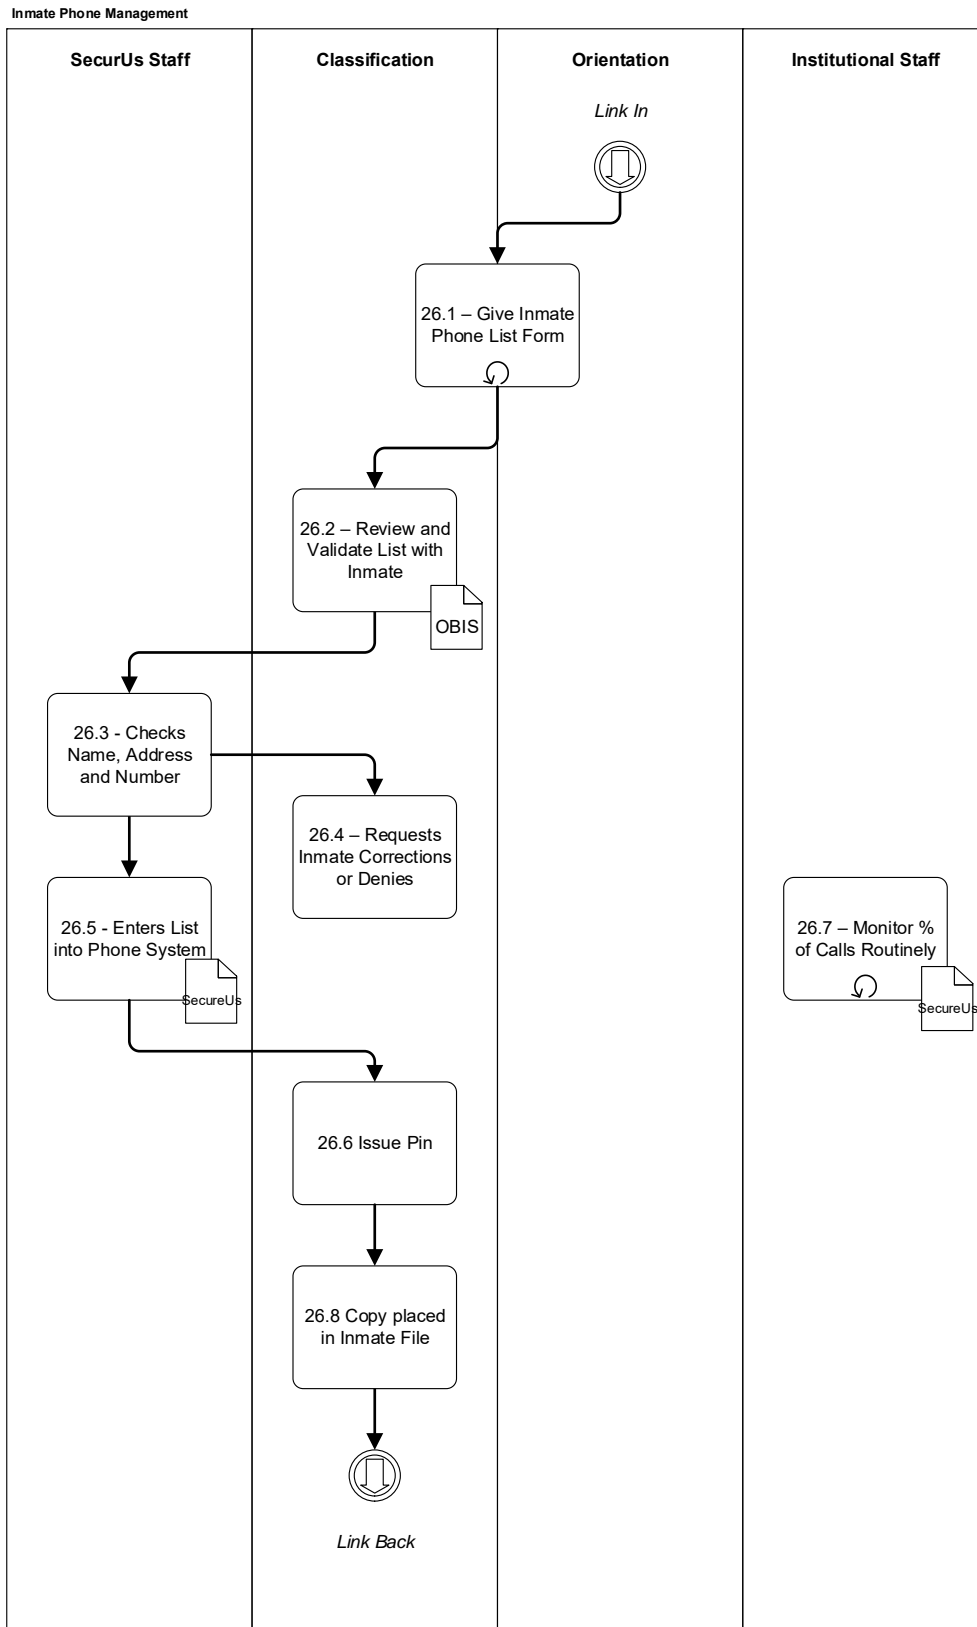 Inmate Phone Management
SecurUs Staff
Classification
Orientation
Institutional Staff
Link In
26.1 – Give Inmate
Phone List Form
26.2 – Review and
Validate List with
Inmate
OBIS
26.3 - Checks
Name, Address
and Number
26.4 – Requests
Inmate Corrections
or Denies
26.5 - Enters List
into Phone System
SecureUs
26.7 – Monitor %
of Calls Routinely
SecureUs
26.6 Issue Pin
26.8 Copy placed
in Inmate File
Link Back